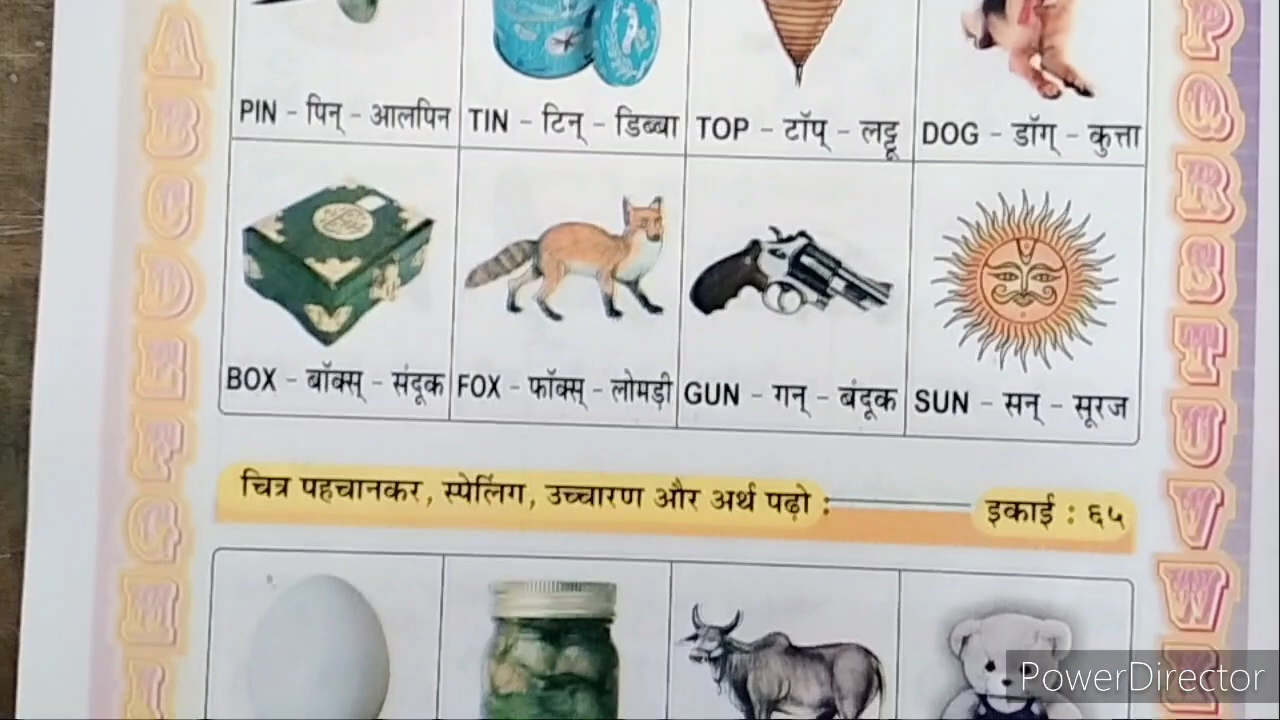 PIN - पिन् - आलपिन
TIN - टिन् - डिब्बा
TOP - टॉप् - लट्टू
DOG - डॉग् - कुत्ता
BOX - बॉक्स् - संदूक
FOX - फॉक्स् - लोमड़ी
GUN - गन् - बंदूक
SUN - सन् - सूरज
चित्र पहचानकर, स्पेलिंग, उच्चारण और अर्थ पढ़ो :
इकाई : ६५
A
B
C
D
E
F
G
H
I
P
Q
R
S
T
U
V
W
X
PowerDirector